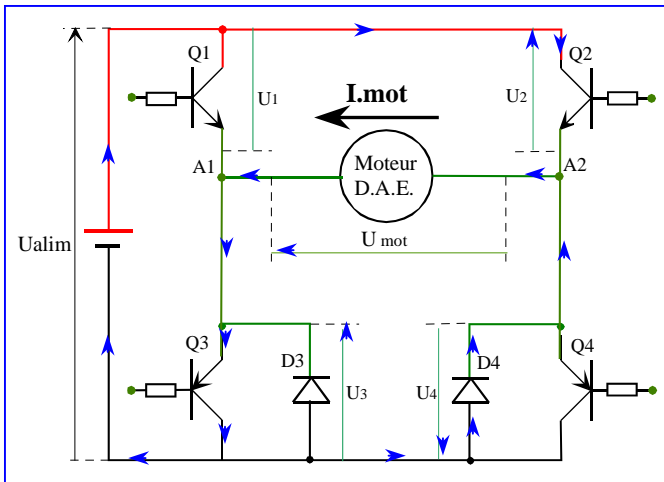 Q1
Q2
U1
I.mot
U2
A1
Moteur
D.A.E.
A2
Ualim
U mot
Q3
D3
U3
U4
D4
Q4